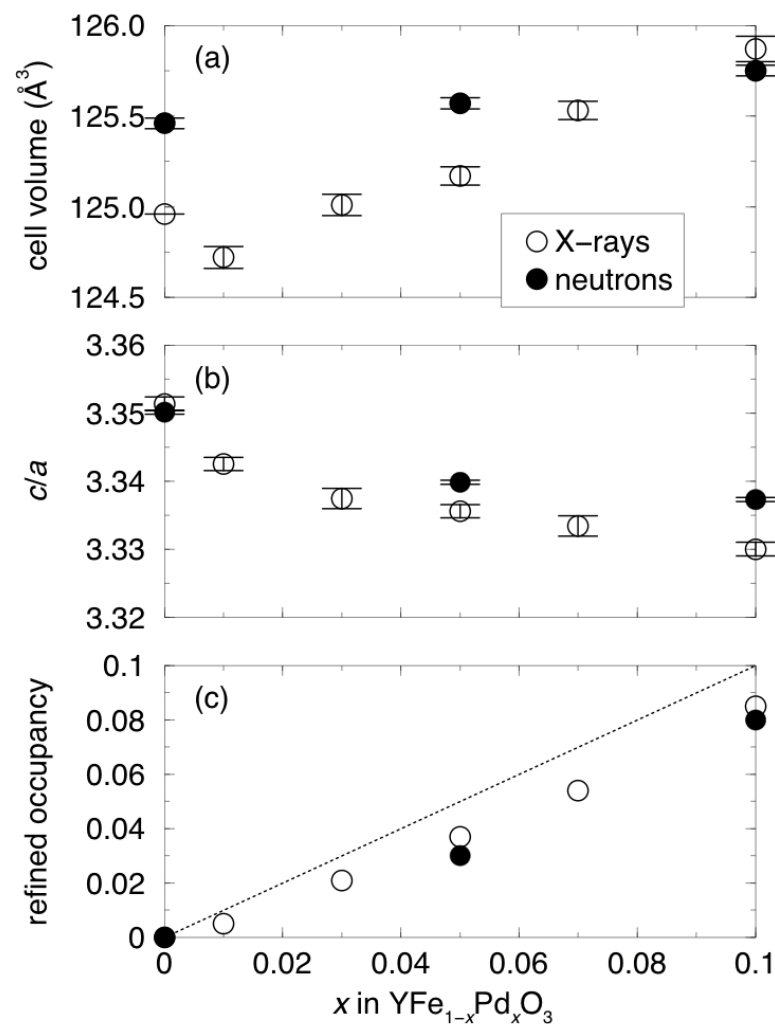 126.0
125.5
125.0
124.5
cell volume (Å³)
(a)
X−rays
neutrons
3.36
3.35
3.34
3.33
3.32
c/a
(b)
0.1
0.08
0.06
0.04
0.02
0
refined occupancy
(c)
0 0.02 0.04 0.06 0.08 0.1
x in YFe₁₋ₓPdₓO₃